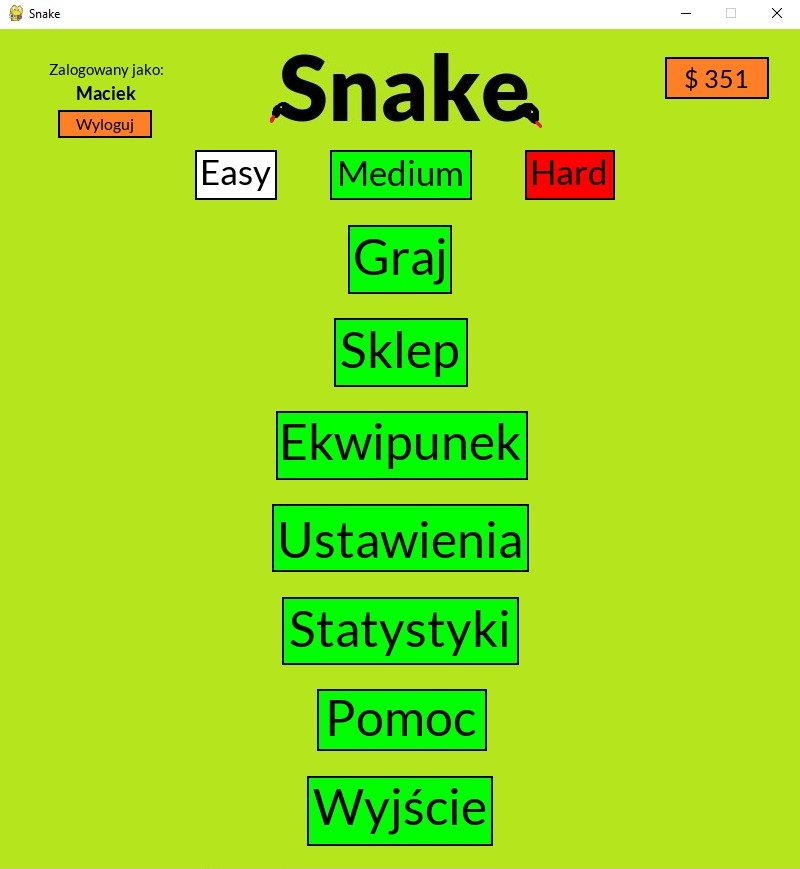 Snake
Zalogowany jako:
Maciek
Wyloguj
Snake
$ 351
Easy
Medium
Hard
Graj
Sklep
Ekwipunek
Ustawienia
Statystyki
Pomoc
Wyjście